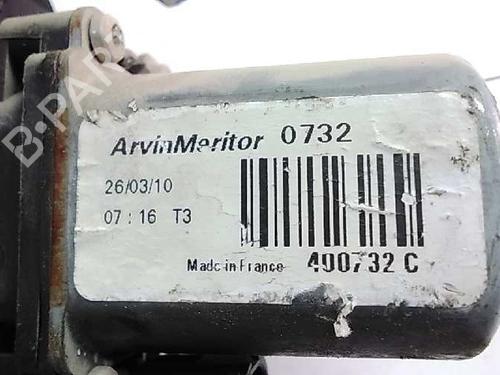 B-PARTS
ArvinMeritor 0732
26/03/10
07 : 16 T3
Made in France 400732 C